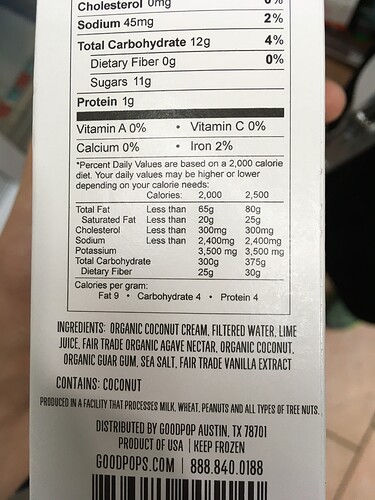 Cholesterol 0mg 0%
Sodium 45mg 2%
Total Carbohydrate 12g 4%
Dietary Fiber 0g 0%
Sugars 11g
Protein 1g
Vitamin A 0% • Vitamin C 0%
Calcium 0% • Iron 2%
*Percent Daily Values are based on a 2,000 calorie
diet. Your daily values may be higher or lower
depending on your calorie needs:
Calories: 2,000 2,500
Total Fat Less than 65g 80g
Saturated Fat Less than 20g 25g
Cholesterol Less than 300mg 300mg
Sodium Less than 2,400mg 2,400mg
Potassium 3,500 mg 3,500 mg
Total Carbohydrate 300g 375g
Dietary Fiber 25g 30g
Calories per gram:
Fat 9 • Carbohydrate 4 • Protein 4
INGREDIENTS: ORGANIC COCONUT CREAM, FILTERED WATER, LIME
JUICE, FAIR TRADE ORGANIC AGAVE NECTAR, ORGANIC COCONUT,
ORGANIC GUAR GUM, SEA SALT, FAIR TRADE VANILLA EXTRACT
CONTAINS: COCONUT
PRODUCED IN A FACILITY THAT PROCESSES MILK, WHEAT, PEANUTS AND ALL TYPES OF TREE NUTS.
DISTRIBUTED BY GOODPOP AUSTIN, TX 78701
PRODUCT OF USA | KEEP FROZEN
GOODPOPS.COM | 888.840.0188